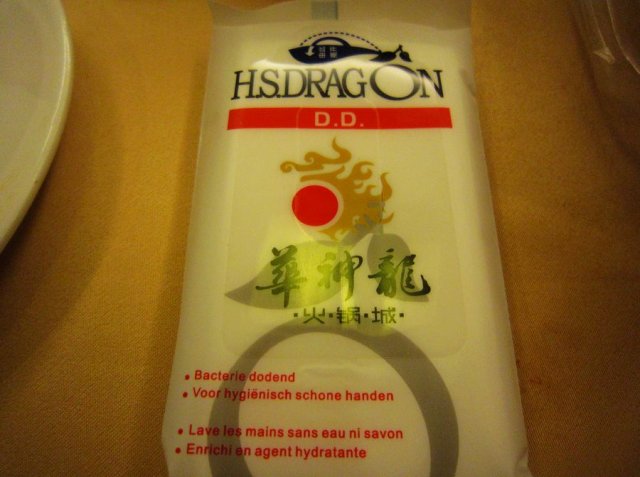 H.S.DRAGON
D.D.
華神龍
·火·锅·城·
• Bacterie dodend
• Voor hygiënisch schone handen
• Lave les mains sans eau ni savon
• Enrichi en agent hydratante